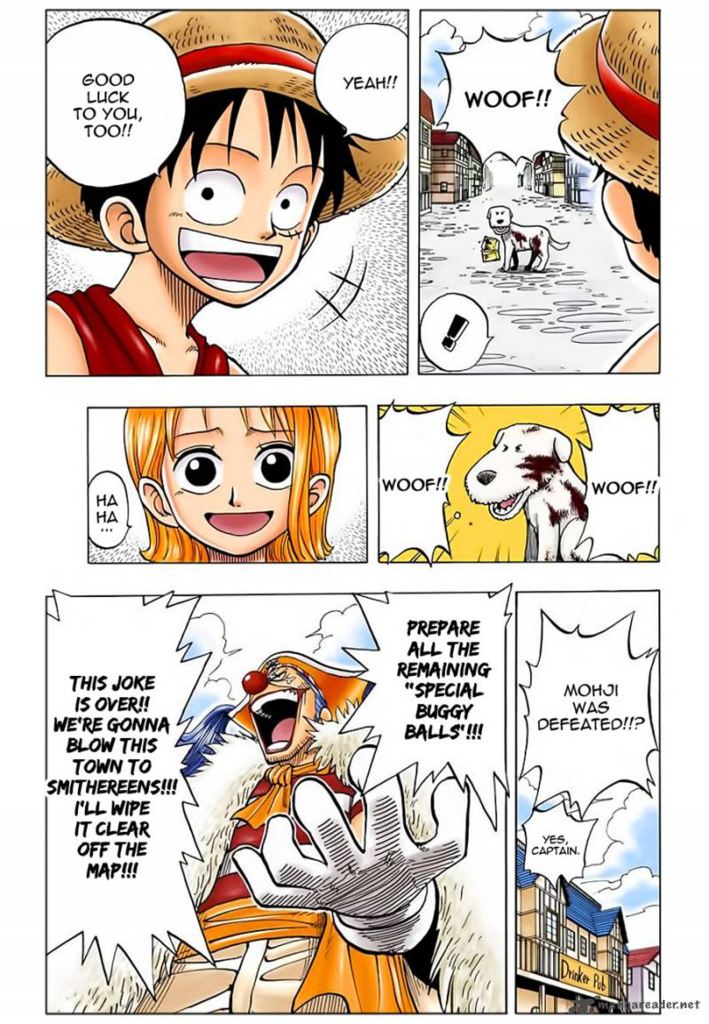 WOOF!!
!
YEAH!!
GOOD
LUCK
TO YOU,
TOO!!
WOOF!!
WOOF!!
HA
HA
...
MOHJI
WAS
DEFEATED!!?
YES,
CAPTAIN.
Drinker Pub
PREPARE
ALL THE
REMAINING
"SPECIAL
BUGGY
BALLS"!!!
THIS JOKE
IS OVER!!
WE'RE GONNA
BLOW THIS
TOWN TO
SMITHEREENS!!!
I'LL WIPE
IT CLEAR
OFF THE
MAP!!!
mangareader.net